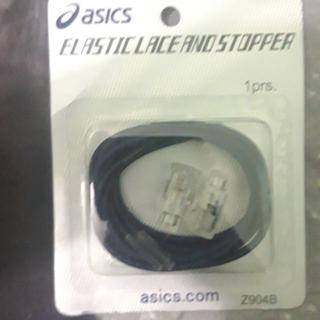 asics
ELASTIC LACE AND STOPPER
1prs.
asics.com Z904B